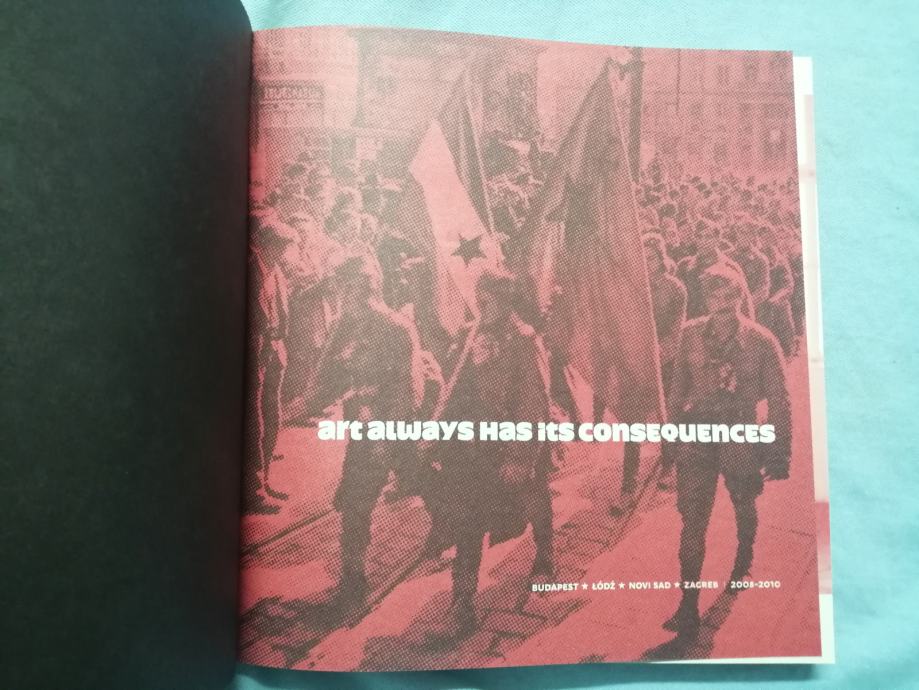 art always has its consequences
BUDAPEST ★ ŁÓDŹ ★ NOVI SAD ★ ZAGREB | 2008-2010